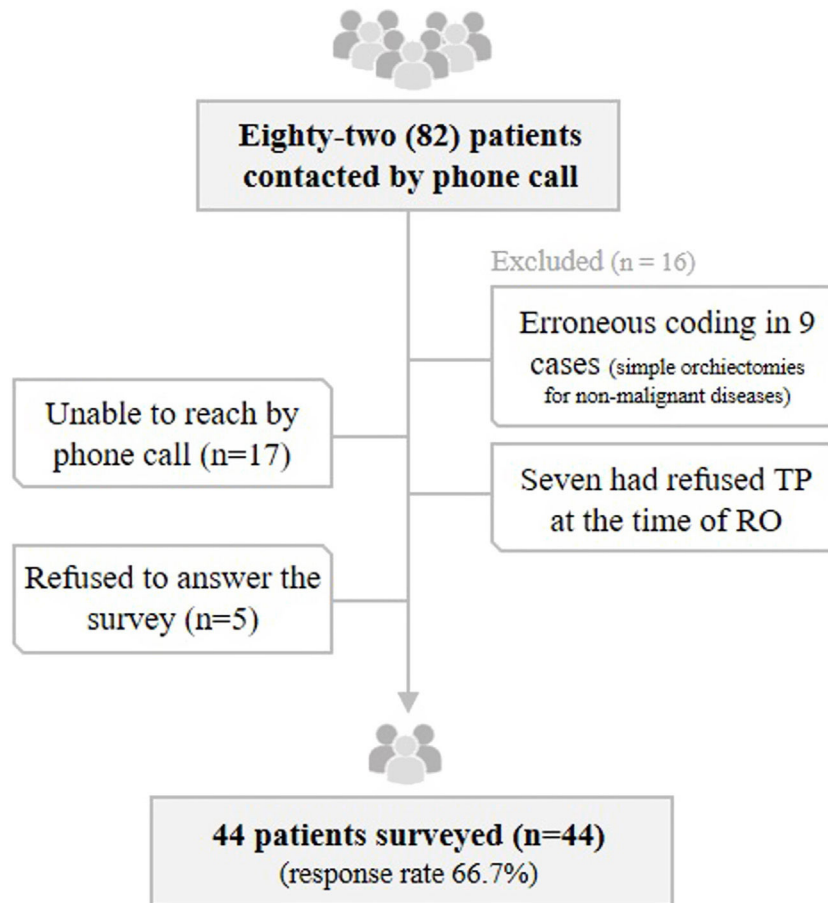 Eighty-two (82) patients
contacted by phone call
Excluded (n = 16)
Erroneous coding in 9
cases (simple orchiectomies
for non-malignant diseases)
Unable to reach by
phone call (n=17)
Seven had refused TP
at the time of RO
Refused to answer the
survey (n=5)
44 patients surveyed (n=44)
(response rate 66.7%)